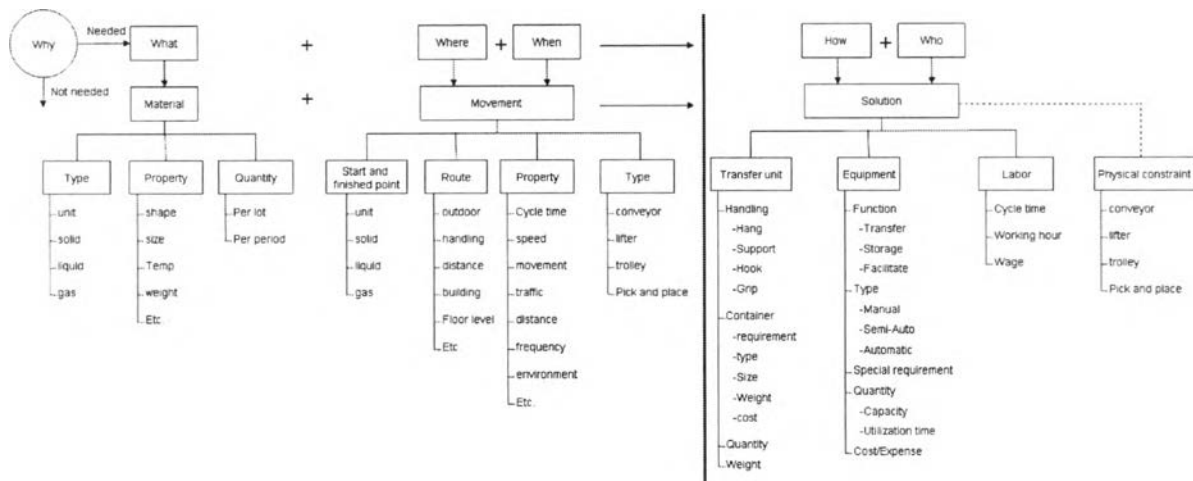 Why
Needed
Not needed
What
+
Where
+
When
How
+
Who
Material
+
Movement
Solution
Type
unit
solid
liquid
gas
Property
shape
size
Temp
weight
Etc
Quantity
Per lot
Per period
Start and
finished point
unit
solid
liquid
gas
Route
outdoor
handling
distance
building
Floor level
Etc
Property
Cycle time
speed
movement
traffic
distance
frequency
environment
Etc.
Type
conveyor
lifter
trolley
Pick and place
Transfer unit
Handling
-Hang
-Support
-Hook
-Grip
Container
-requirement
-type
-Size
-Weight
-cost
Quantity
Weight
Equipment
Function
-Transfer
-Storage
-Facilitate
Type
-Manual
-Semi-Auto
-Automatic
Special requirement
Quantity
-Capacity
-Utilization time
Cost/Expense
Labor
Cycle time
Working hour
Wage
Physical constraint
conveyor
lifter
trolley
Pick and place